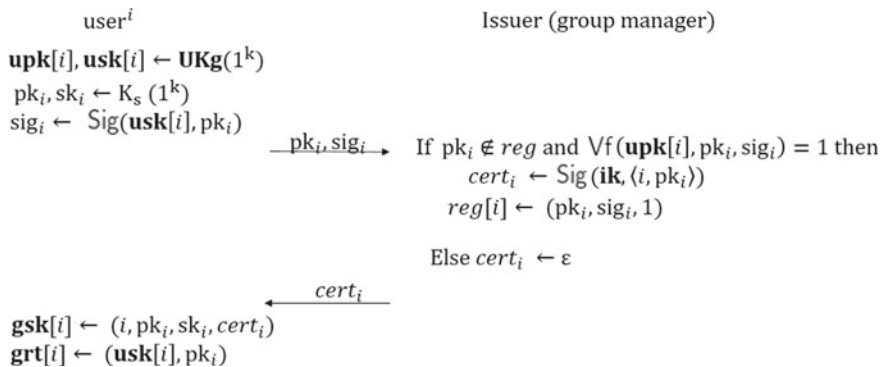 user^i
Issuer (group manager)
upk[i], usk[i] ← UKg(1^k)
pk_i, sk_i ← K_s (1^k)
sig_i ← Sig(usk[i], pk_i)
pk_i, sig_i
If pk_i ∉ reg and Vf(upk[i], pk_i, sig_i) = 1 then
cert_i ← Sig(ik, ⟨i, pk_i⟩)
reg[i] ← (pk_i, sig_i, 1)
Else cert_i ← ε
cert_i
gsk[i] ← (i, pk_i, sk_i, cert_i)
grt[i] ← (usk[i], pk_i)